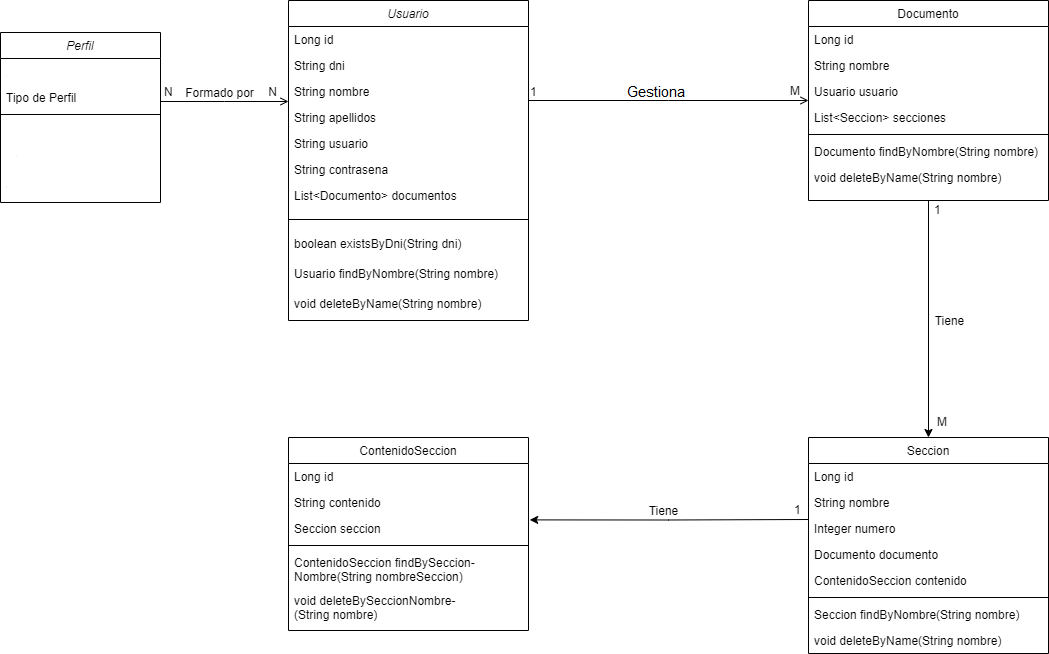 Perfil
Tipo de Perfil
N Formado por N
Usuario
Long id
String dni
String nombre
String apellidos
String usuario
String contrasena
List<Documento> documentos
boolean existsByDni(String dni)
Usuario findByNombre(String nombre)
void deleteByName(String nombre)
1 Gestiona M
Documento
Long id
String nombre
Usuario usuario
List<Seccion> secciones
Documento findByNombre(String nombre)
void deleteByName(String nombre)
1
Tiene
M
Seccion
Long id
String nombre
Integer numero
Documento documento
ContenidoSeccion contenido
Seccion findByNombre(String nombre)
void deleteByName(String nombre)
Tiene 1
ContenidoSeccion
Long id
String contenido
Seccion seccion
ContenidoSeccion findBySeccion-
Nombre(String nombreSeccion)
void deleteBySeccionNombre-
(String nombre)